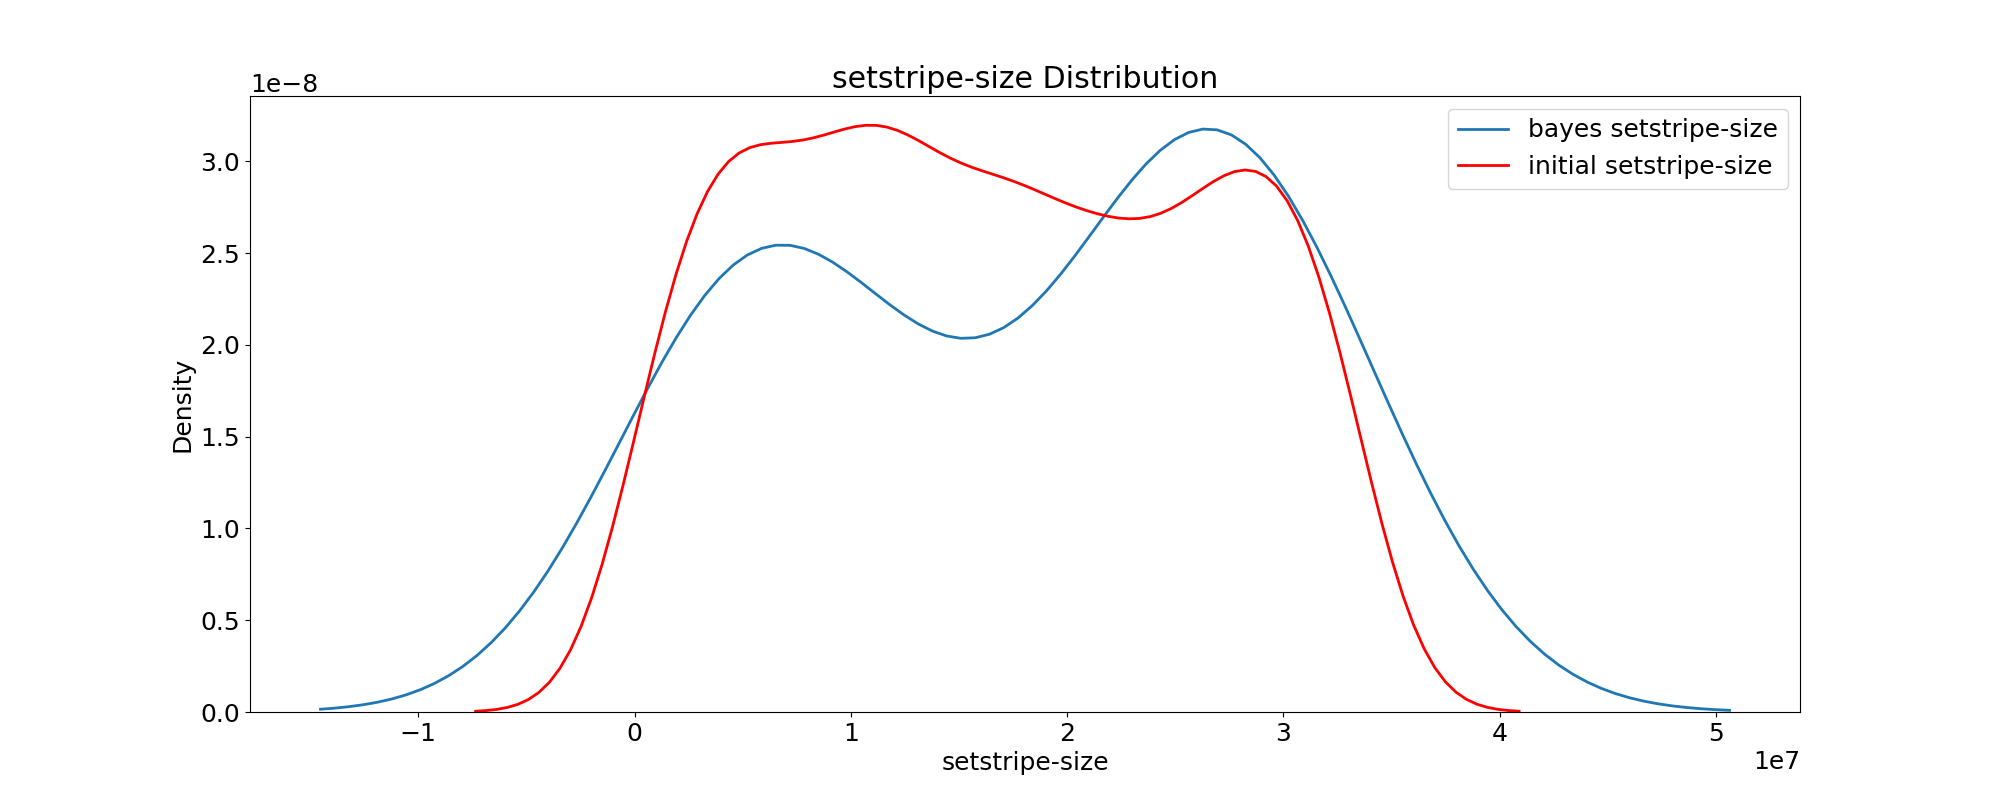 setstripe-size Distribution
1e−8
bayes setstripe-size
initial setstripe-size
3.0
2.5
2.0
1.5
1.0
0.5
0.0
Density
−1 0 1 2 3 4 5
setstripe-size
1e7